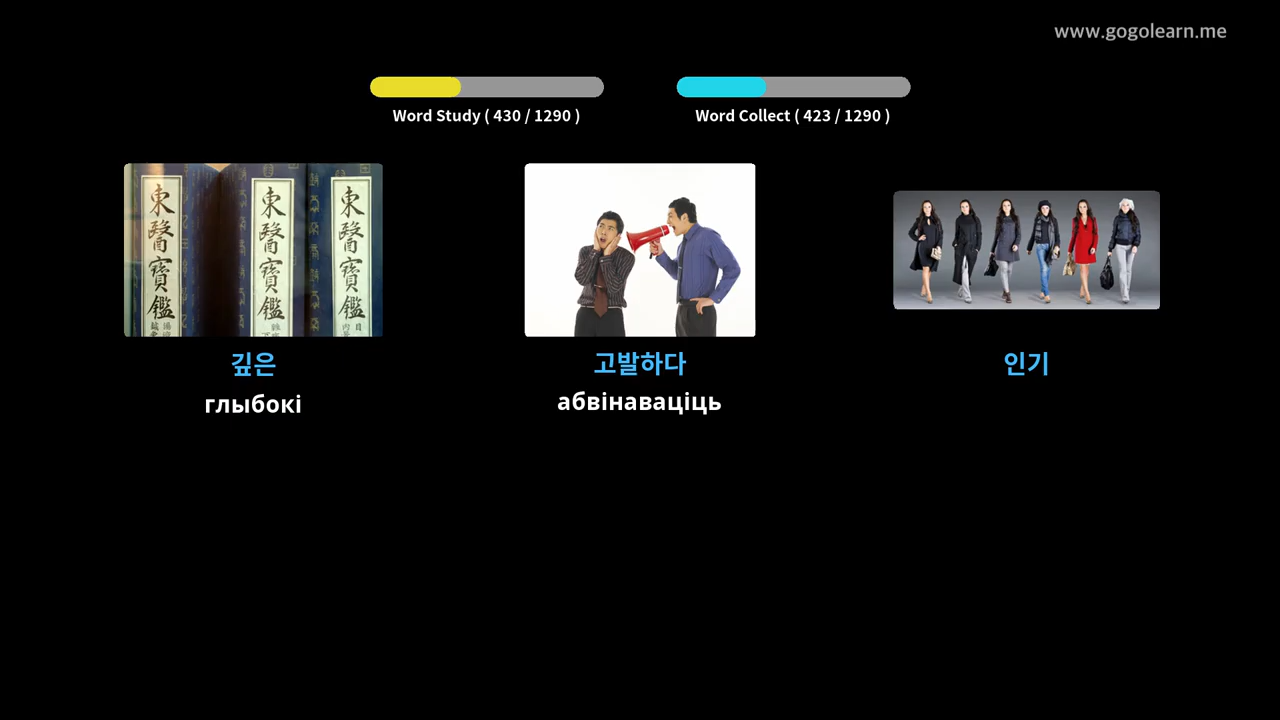 www.gogolearn.me
Word Study ( 430 / 1290 )
Word Collect ( 423 / 1290 )
東醫寶鑑
東醫寶鑑
東醫寶鑑
깊은
고발하다
인기
глыбокі
абвінаваціць